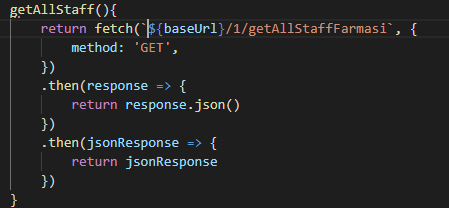 getAllStaff(){
return fetch(`${baseUrl}/1/getAllStaffFarmasi`, {
method: 'GET',
})
.then(response => {
return response.json()
})
.then(jsonResponse => {
return jsonResponse
})
}